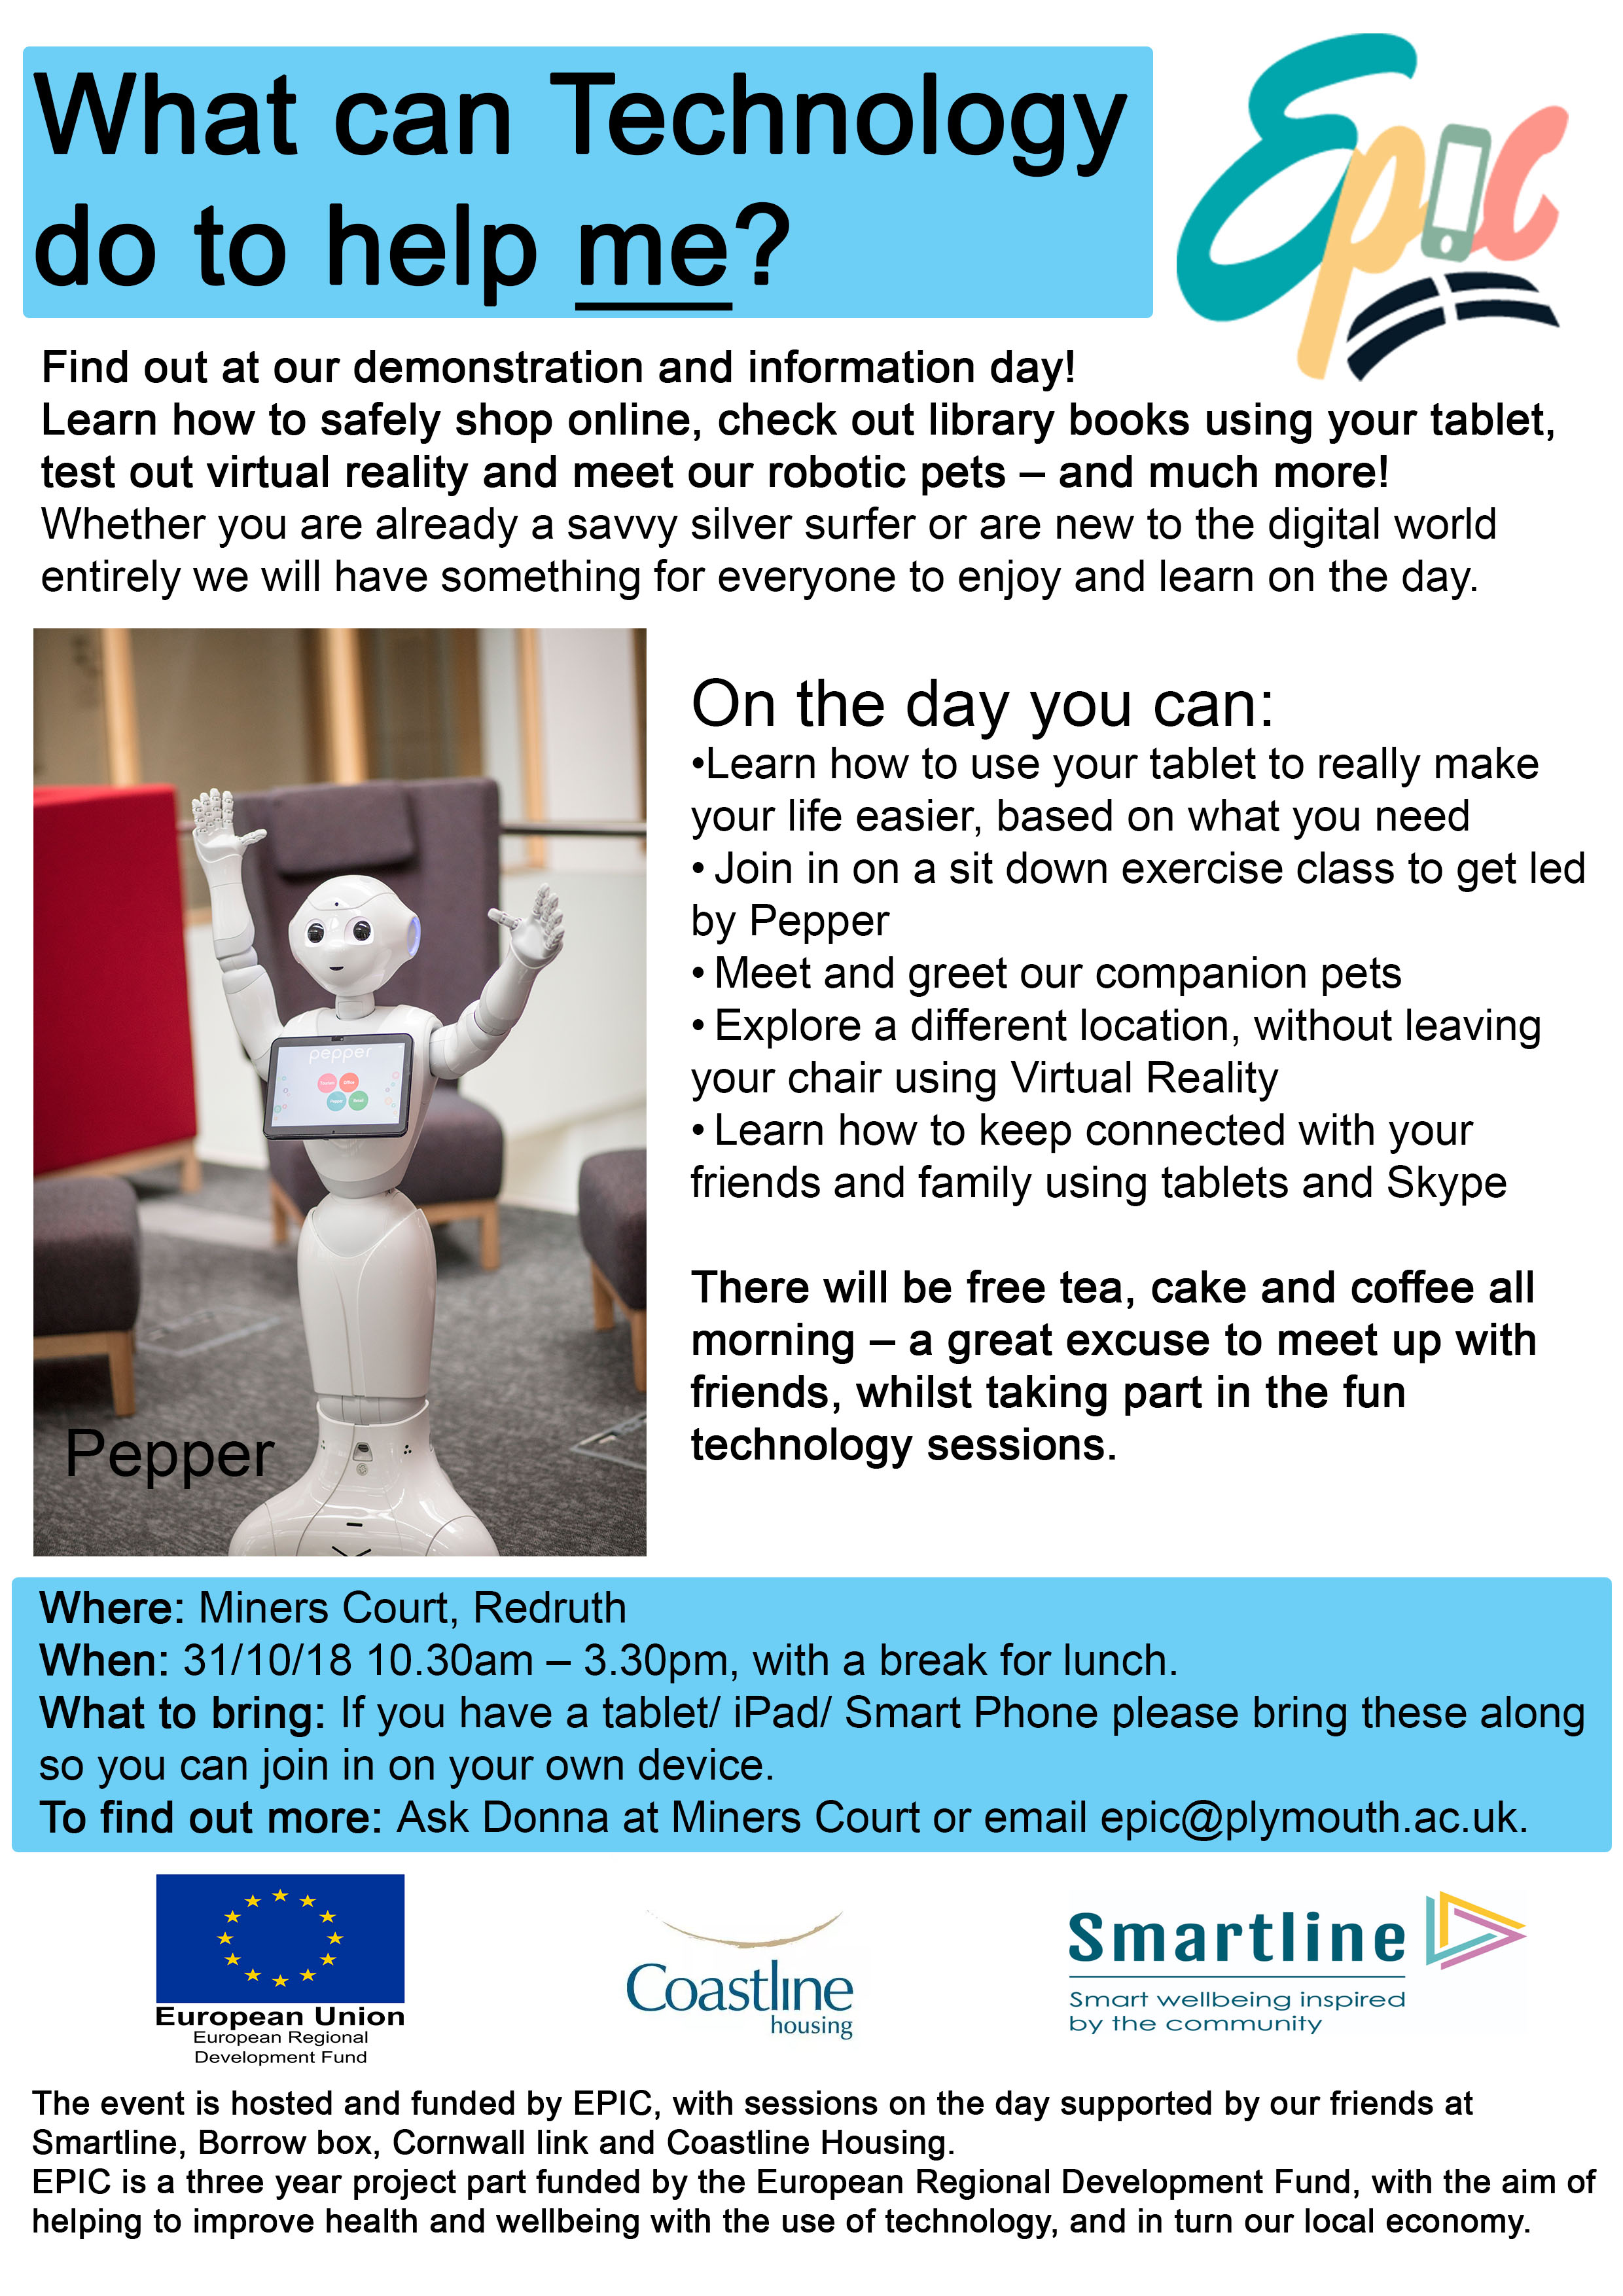 What can Technology
do to help me?
Epic
Find out at our demonstration and information day!
Learn how to safely shop online, check out library books using your tablet,
test out virtual reality and meet our robotic pets – and much more!
Whether you are already a savvy silver surfer or are new to the digital world
entirely we will have something for everyone to enjoy and learn on the day.
On the day you can:
•Learn how to use your tablet to really make
your life easier, based on what you need
• Join in on a sit down exercise class to get led
by Pepper
• Meet and greet our companion pets
• Explore a different location, without leaving
your chair using Virtual Reality
• Learn how to keep connected with your
friends and family using tablets and Skype
There will be free tea, cake and coffee all
morning – a great excuse to meet up with
friends, whilst taking part in the fun
technology sessions.
pepper
Pepper
Where: Miners Court, Redruth
When: 31/10/18 10.30am – 3.30pm, with a break for lunch.
What to bring: If you have a tablet/ iPad/ Smart Phone please bring these along
so you can join in on your own device.
To find out more: Ask Donna at Miners Court or email epic@plymouth.ac.uk.
European Union
European Regional
Development Fund
Coastline
housing
Smartline
Smart wellbeing inspired
by the community
The event is hosted and funded by EPIC, with sessions on the day supported by our friends at
Smartline, Borrow box, Cornwall link and Coastline Housing.
EPIC is a three year project part funded by the European Regional Development Fund, with the aim of
helping to improve health and wellbeing with the use of technology, and in turn our local economy.